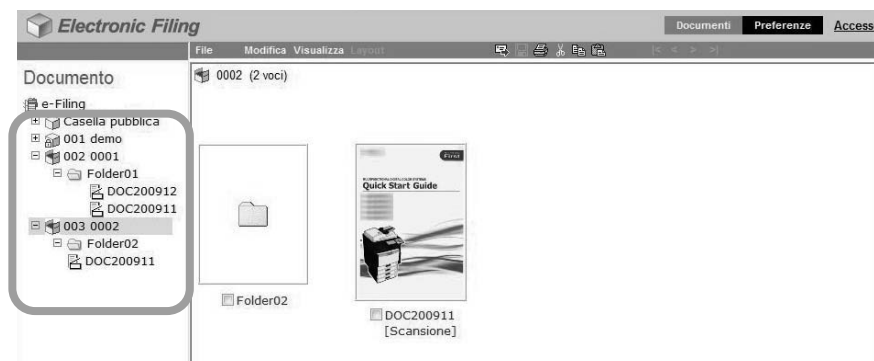 Electronic Filing
Documenti Preferenze Access
File Modifica Visualizza Layout
Documento
e-Filing
Casella pubblica
001 demo
002 0001
Folder01
DOC200912
DOC200911
003 0002
Folder02
DOC200911
0002 (2 voci)
First
Quick Start Guide
Folder02
DOC200911
[Scansione]